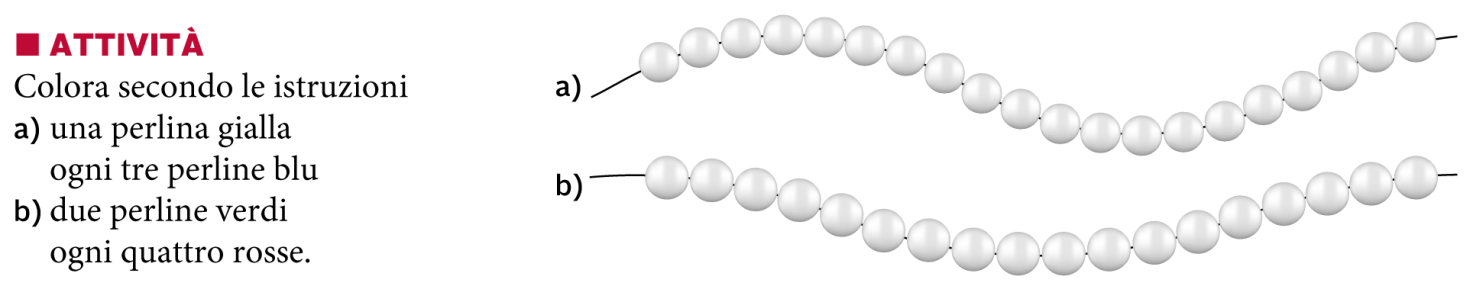 ATTIVITÀ
Colora secondo le istruzioni
a) una perlina gialla
ogni tre perline blu
b) due perline verdi
ogni quattro rosse.
a)
b)